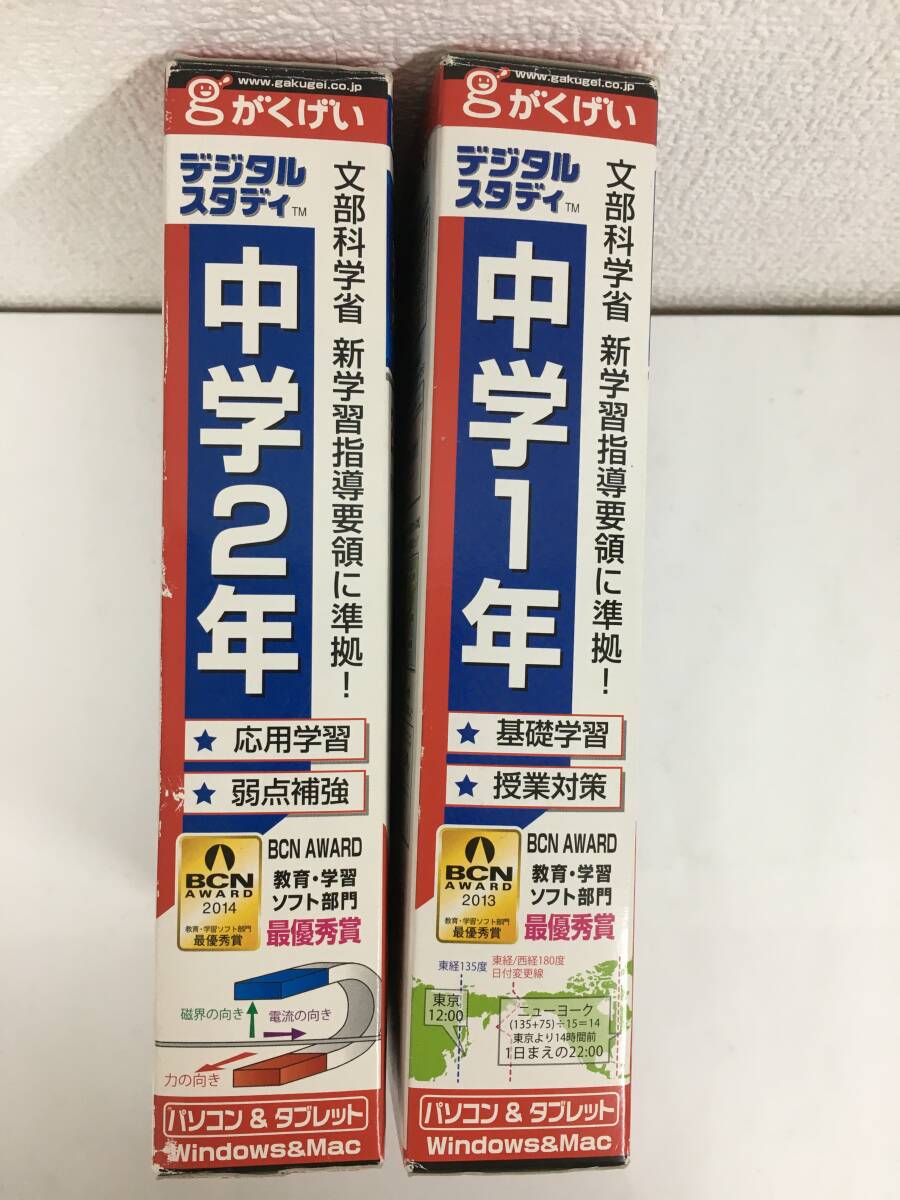 www.gakugei.co.jp
がくげい
デジタル
スタディ™
文部科学省 新学習指導要領に準拠！
中学2年
★ 応用学習
★ 弱点補強
BCN
AWARD
2014
教育・学習ソフト部門
最優秀賞
BCN AWARD
教育・学習
ソフト部門
最優秀賞
磁界の向き
電流の向き
力の向き
パソコン & タブレット
Windows&Mac
www.gakugei.co.jp
がくげい
デジタル
スタディ™
文部科学省 新学習指導要領に準拠！
中学1年
★ 基礎学習
★ 授業対策
BCN
AWARD
2013
教育・学習ソフト部門
最優秀賞
BCN AWARD
教育・学習
ソフト部門
最優秀賞
東経135度
東経/西経180度
日付変更線
東京
12:00
ニューヨーク
(135+75)÷15=14
東京より14時間前
1日まえの22:00
パソコン & タブレット
Windows&Mac